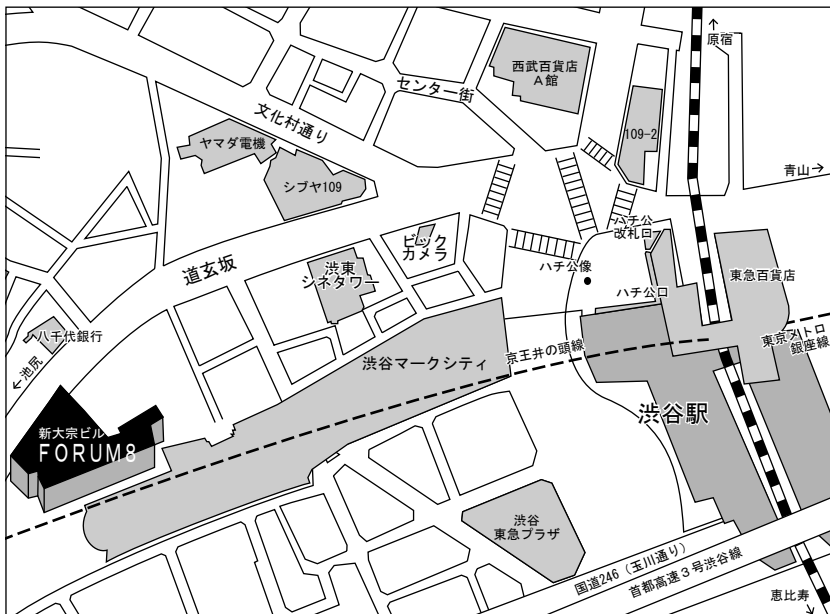 ↑
原宿
西武百貨店
A館
センター街
文化村通り
109-2
ヤマダ電機
シブヤ109
青山→
ハチ公
改札口
道玄坂
ビック
カメラ
渋東
シネタワー
ハチ公像
東急百貨店
ハチ公口
八千代銀行
東京メトロ
銀座線
京王井の頭線
渋谷マークシティ
←池尻
渋谷駅
新大宗ビル
FORUM8
渋谷
東急プラザ
国道246(玉川通り)
首都高速3号渋谷線
恵比寿
↓